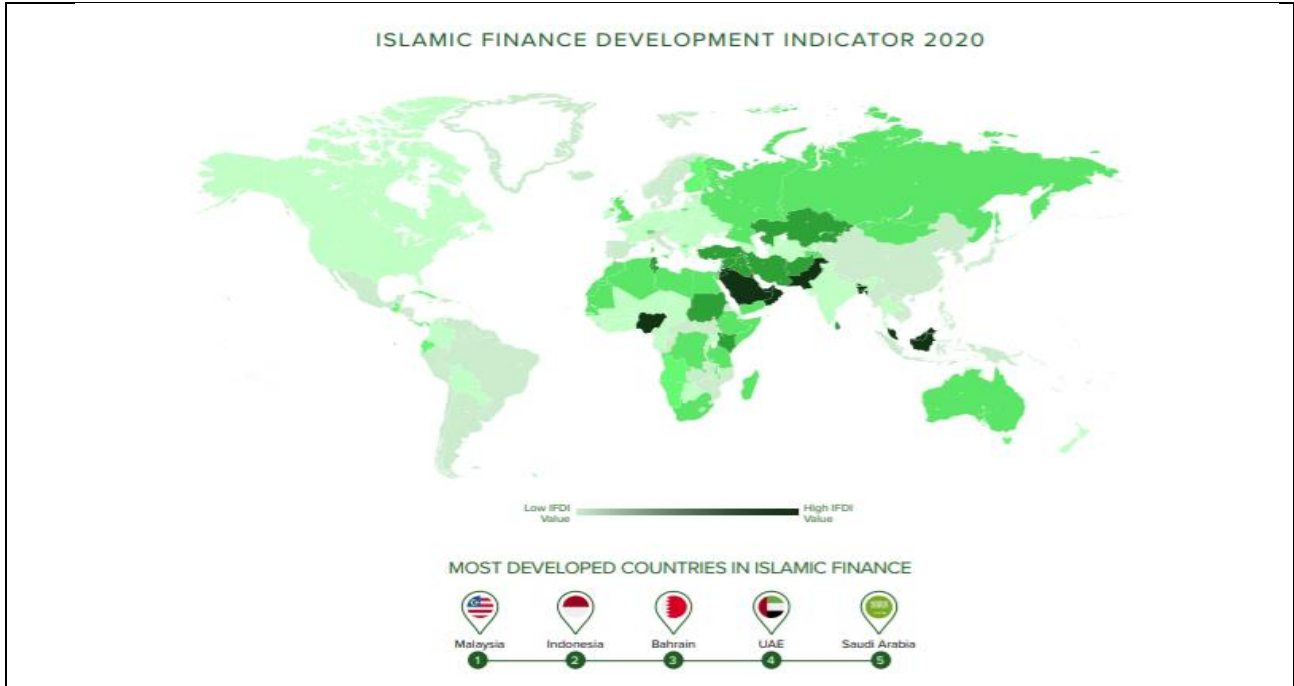 ISLAMIC FINANCE DEVELOPMENT INDICATOR 2020
Low IFDI Value
High IFDI Value
MOST DEVELOPED COUNTRIES IN ISLAMIC FINANCE
Malaysia Indonesia Bahrain UAE Saudi Arabia
1 2 3 4 5